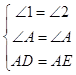 ∠1 = ∠2
∠A = ∠A
AD = AE